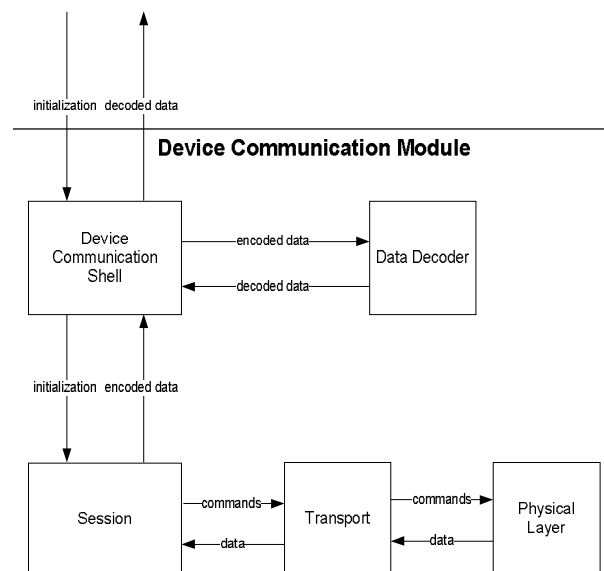 initialization decoded data
Device Communication Module
Device
Communication
Shell
encoded data
Data Decoder
decoded data
initialization encoded data
Session
commands
data
Transport
commands
data
Physical
Layer